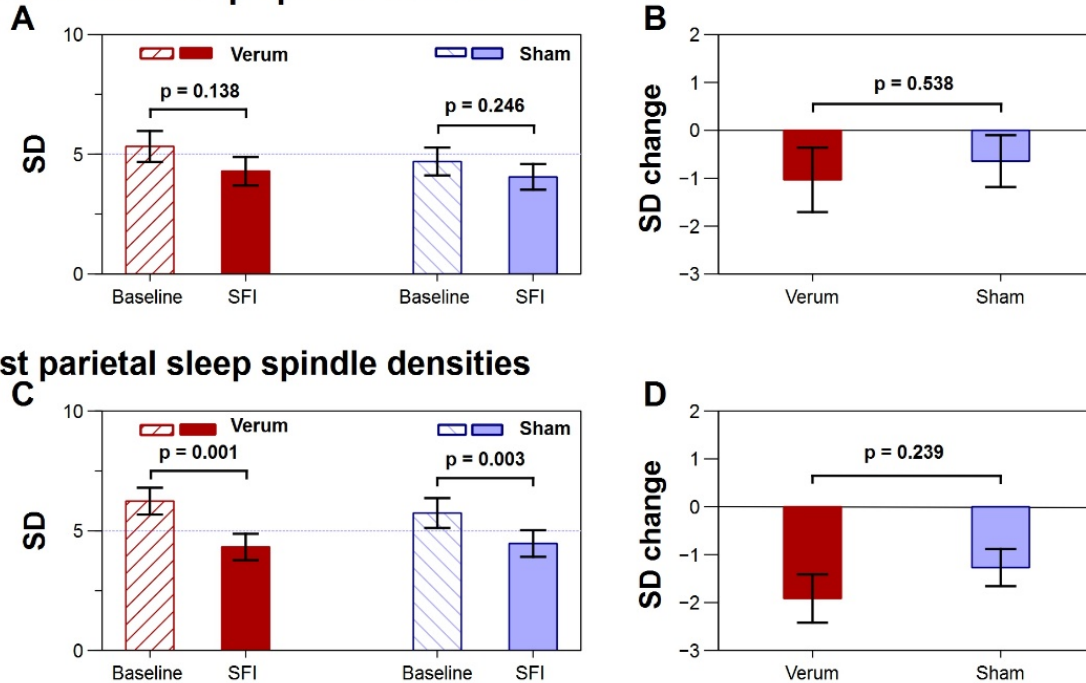 A
10
5
0
SD
Verum
Sham
p = 0.138
p = 0.246
Baseline
SFI
Baseline
SFI
B
2
1
0
−1
−2
−3
SD change
p = 0.538
Verum
Sham
st parietal sleep spindle densities
C
10
5
0
SD
Verum
Sham
p = 0.001
p = 0.003
Baseline
SFI
Baseline
SFI
D
2
1
0
−1
−2
−3
SD change
p = 0.239
Verum
Sham